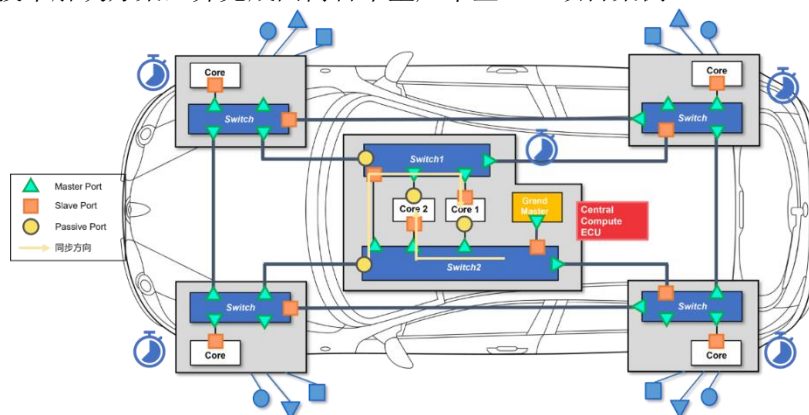 Core
Switch
Core
Switch
Switch1
Master Port
Slave Port
Passive Port
同步方向
Core 2
Core 1
Grand
Master
Central
Compute
ECU
Switch2
Switch
Core
Switch
Core